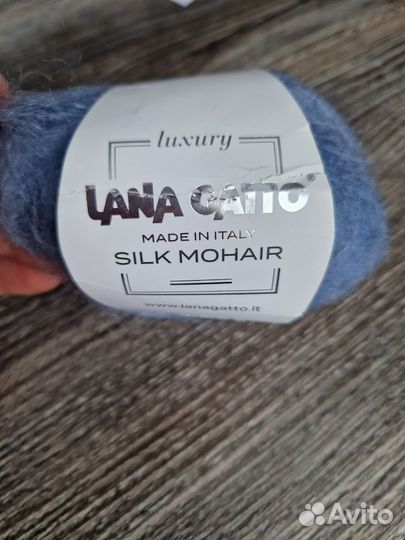 luxury
LANA GATTO®
MADE IN ITALY
SILK MOHAIR
www.lanagatto.it
Avito